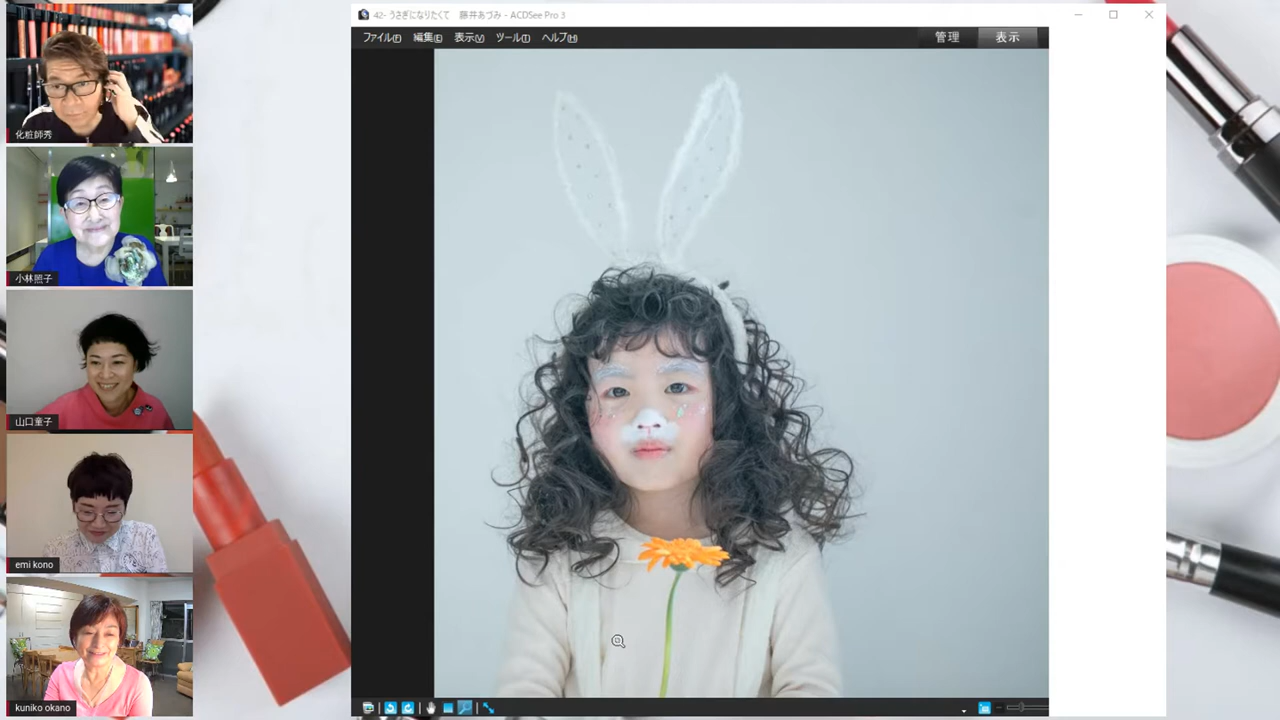 42- うさぎになりたくて　藤井あづみ - ACDSee Pro 3
ファイル(F) 編集(E) 表示(V) ツール(T) ヘルプ(H)
管理 表示
化粧師秀
小林照子
山口童子
emi kono
kuniko okano